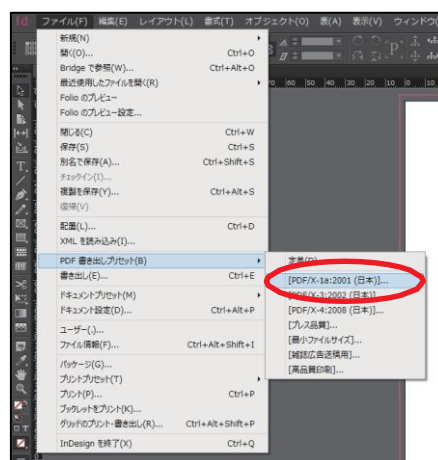 Id ファイル(F) 編集(E) レイアウト(L) 書式(T) オブジェクト(O) 表(A) 表示(V) ウィンドウ
新規(N)
開く(O)... Ctrl+O
Bridge で参照(W)... Ctrl+Alt+O
最近使用したファイルを開く(R)
Folio のプレビュー
Folio のプレビュー設定...
閉じる(C) Ctrl+W
保存(S) Ctrl+S
別名で保存(A)... Ctrl+Shift+S
チェックイン(I)...
複製を保存(Y)... Ctrl+Alt+S
復帰(V)
配置(L)... Ctrl+D
XML を読み込み(I)...
PDF 書き出しプリセット(B)
書き出し(E)... Ctrl+E
ドキュメントプリセット(M)
ドキュメント設定(D)... Ctrl+Alt+P
ユーザー(.)...
ファイル情報(F)... Ctrl+Alt+Shift+I
パッケージ(G)...
プリントプリセット(T)
プリント(P)... Ctrl+P
ブックレットをプリント(K)...
グリッドのプリント・書き出し(R)... Ctrl+Alt+Shift+P
InDesign を終了(X) Ctrl+Q
定義(D)...
[PDF/X-1a:2001 (日本)]...
[PDF/X-3:2002 (日本)]...
[PDF/X-4:2008 (日本)]...
[プレス品質]...
[最小ファイルサイズ]...
[雑誌広告送稿用]...
[高品質印刷]...
60 50 40 30 20 10 0 10